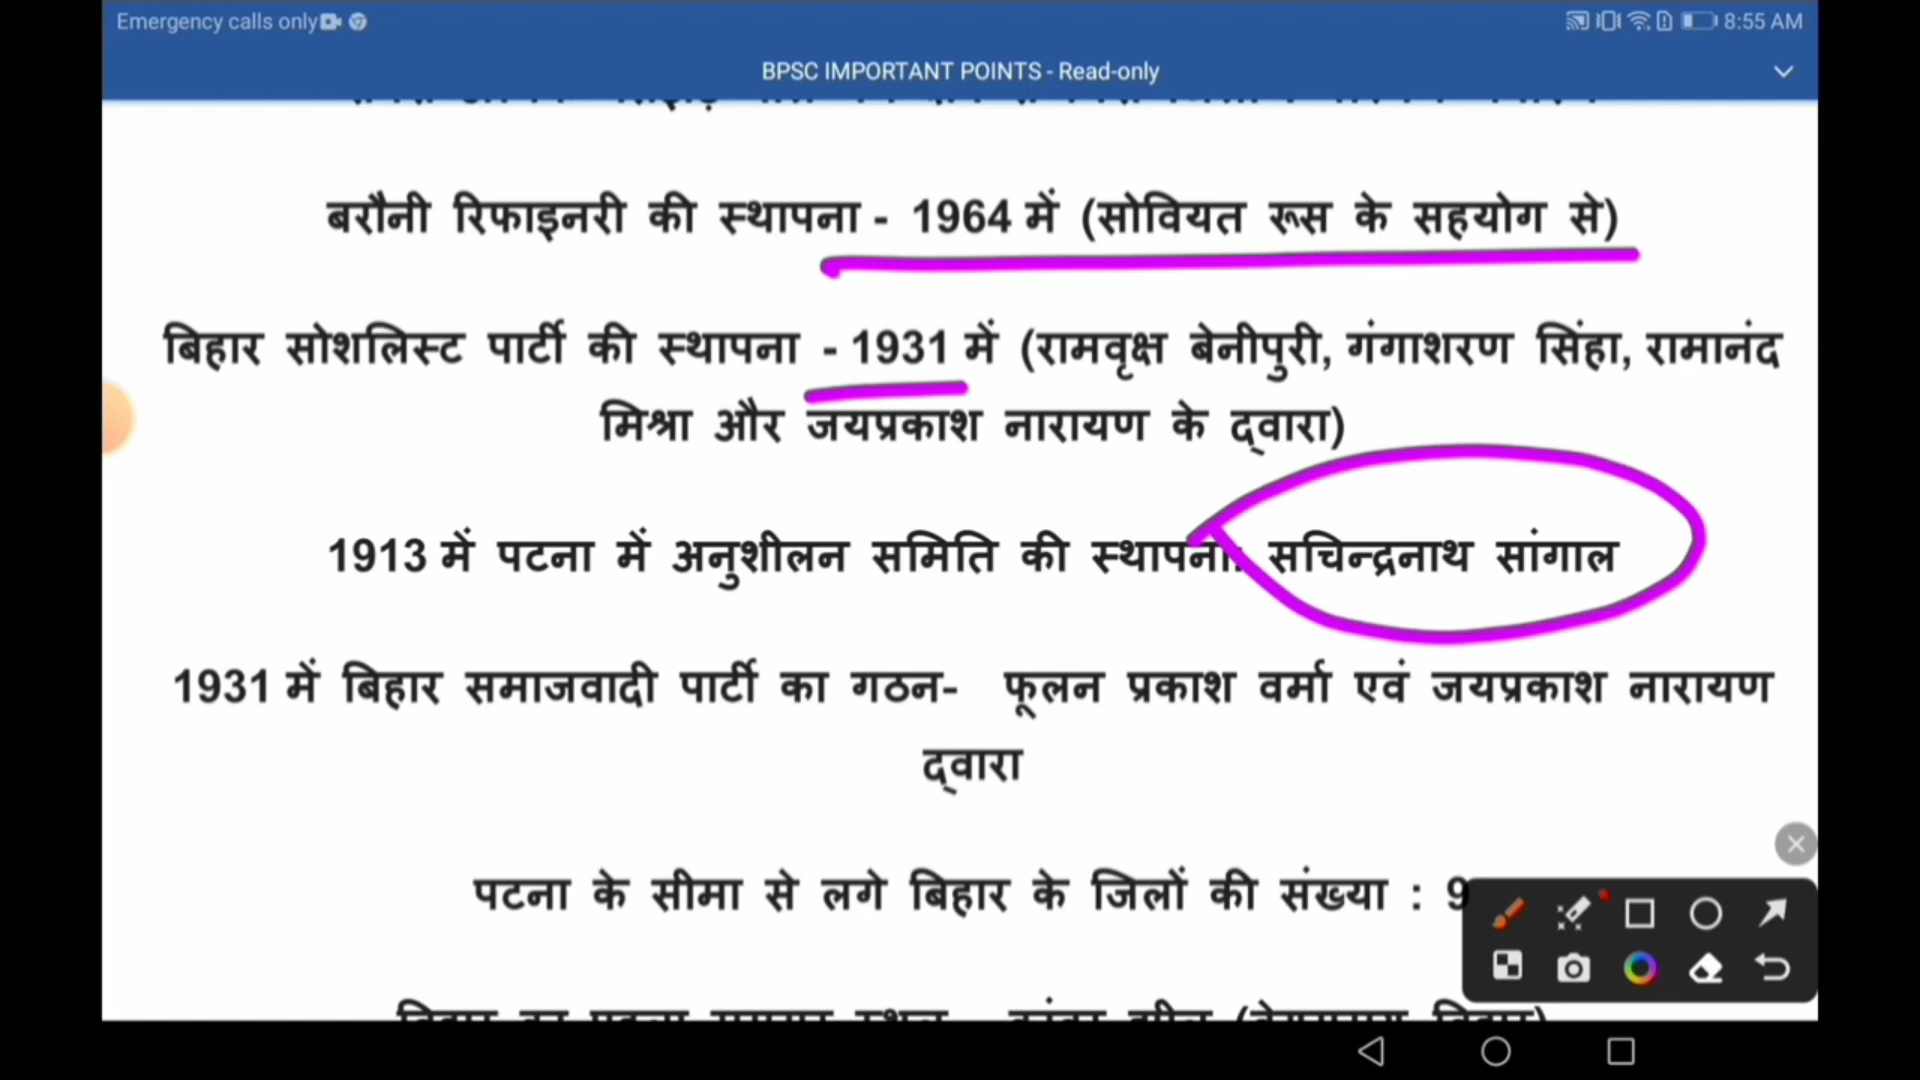 Emergency calls only
8:55 AM
BPSC IMPORTANT POINTS - Read-only
बरौनी रिफाइनरी की स्थापना - 1964 में (सोवियत रूस के सहयोग से)
बिहार सोशलिस्ट पार्टी की स्थापना - 1931 में (रामवृक्ष बेनीपुरी, गंगाशरण सिंहा, रामानंद
मिश्रा और जयप्रकाश नारायण के द्वारा)
1913 में पटना में अनुशीलन समिति की स्थापना: सचिन्द्रनाथ सांगाल
1931 में बिहार समाजवादी पार्टी का गठन- फूलन प्रकाश वर्मा एवं जयप्रकाश नारायण
द्वारा
पटना के सीमा से लगे बिहार के जिलों की संख्या : 9